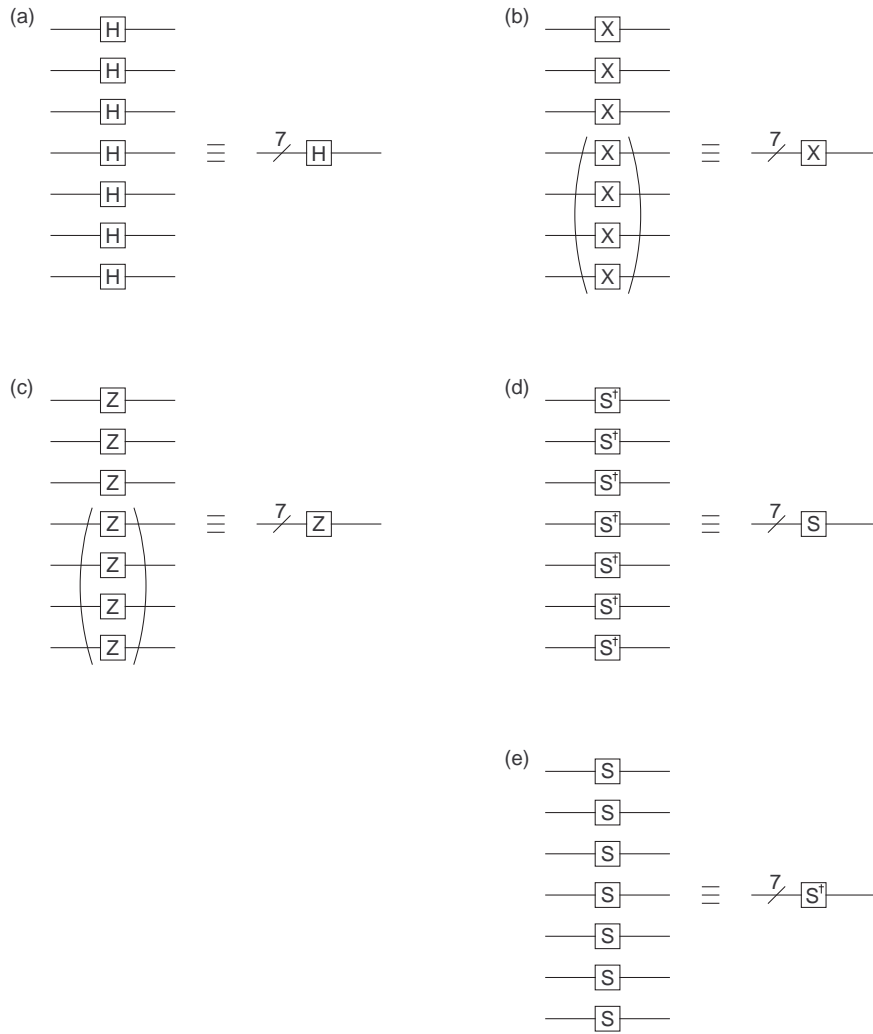 (a) (b)
H X
H X
H X
H 7 H X 7 X
H X
H X
H X
(c) (d)
Z S†
Z S†
Z S†
Z 7 Z S† 7 S
Z S†
Z S†
Z S†
(e)
S
S
S
S 7 S†
S
S
S